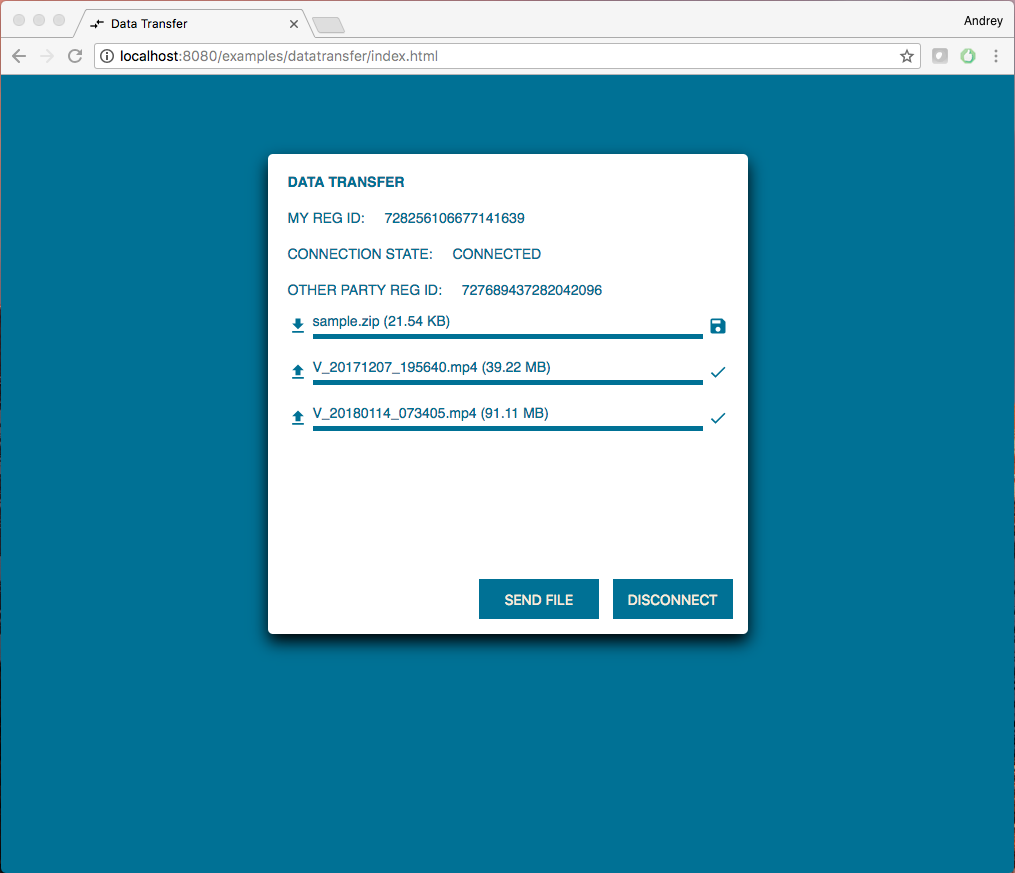 Data Transfer
Andrey
localhost:8080/examples/datatransfer/index.html
DATA TRANSFER
MY REG ID: 728256106677141639
CONNECTION STATE: CONNECTED
OTHER PARTY REG ID: 727689437282042096
sample.zip (21.54 KB)
V_20171207_195640.mp4 (39.22 MB)
V_20180114_073405.mp4 (91.11 MB)
SEND FILE DISCONNECT